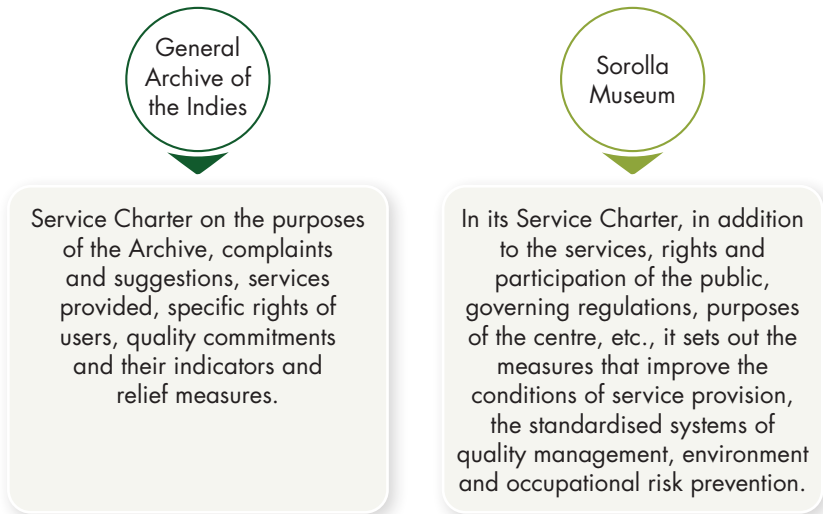 General
Archive of
the Indies
Service Charter on the purposes
of the Archive, complaints
and suggestions, services
provided, specific rights of
users, quality commitments
and their indicators and
relief measures.
Sorolla
Museum
In its Service Charter, in addition
to the services, rights and
participation of the public,
governing regulations, purposes
of the centre, etc., it sets out the
measures that improve the
conditions of service provision,
the standardised systems of
quality management, environment
and occupational risk prevention.